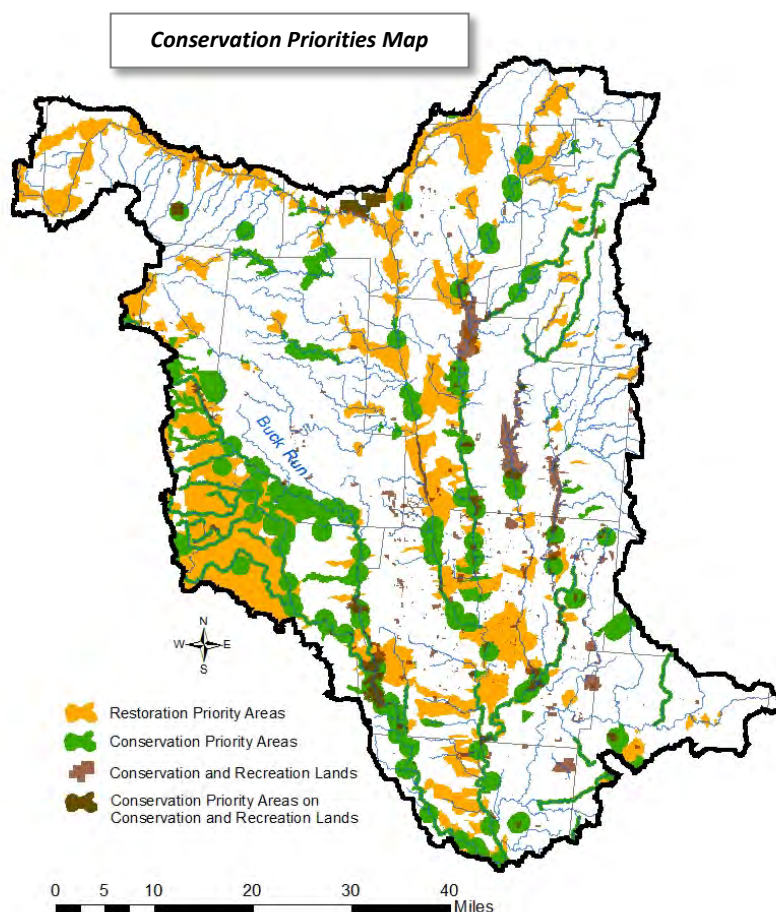 Conservation Priorities Map
Buck Run
N
W E
S
Restoration Priority Areas
Conservation Priority Areas
Conservation and Recreation Lands
Conservation Priority Areas on
Conservation and Recreation Lands
0 5 10 20 30 40
Miles